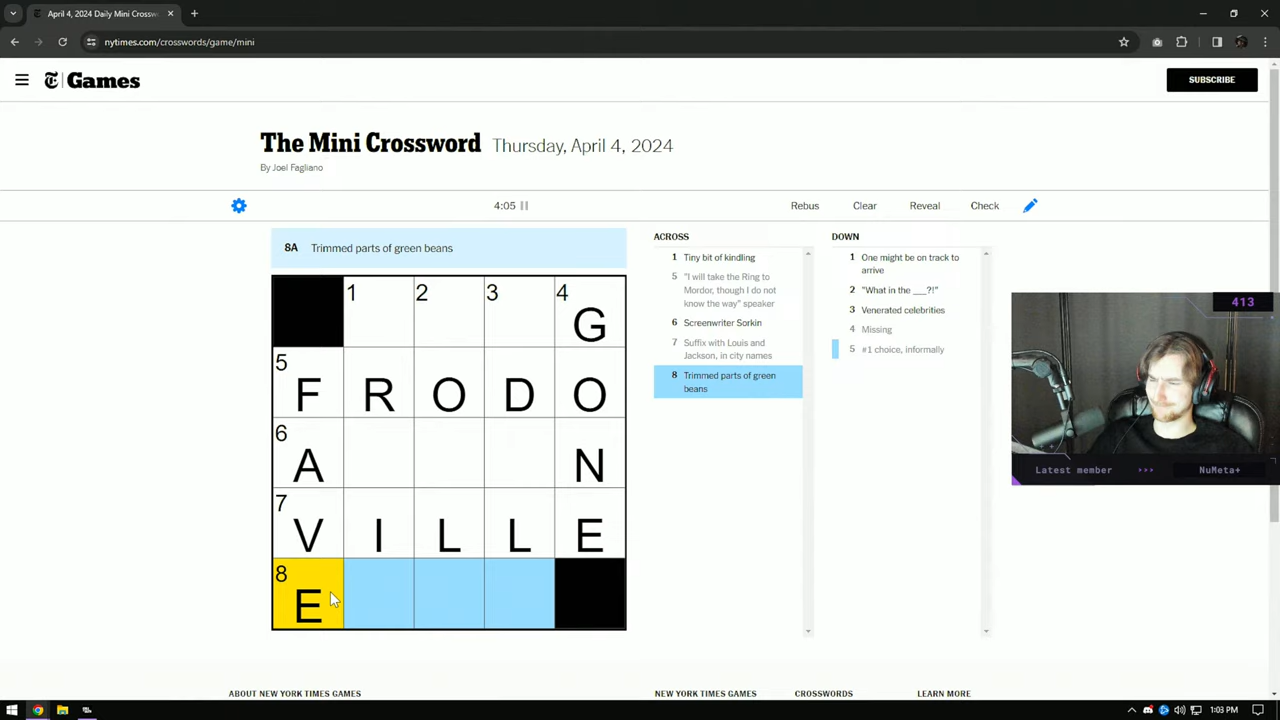 April 4, 2024 Daily Mini Crossw
nytimes.com/crosswords/game/mini
Games
SUBSCRIBE
The Mini Crossword Thursday, April 4, 2024
By Joel Fagliano
4:05
Rebus Clear Reveal Check
8A Trimmed parts of green beans
1 2 3 4 G
5 F R O D O
6 A N
7 V I L L E
8 E
ACROSS
1 Tiny bit of kindling
5 "I will take the Ring to
Mordor, though I do not
know the way" speaker
6 Screenwriter Sorkin
7 Suffix with Louis and
Jackson, in city names
8 Trimmed parts of green
beans
DOWN
1 One might be on track to
arrive
2 "What in the ___?!"
3 Venerated celebrities
4 Missing
5 #1 choice, informally
413
Latest member >>> NuMeta+
ABOUT NEW YORK TIMES GAMES
NEW YORK TIMES GAMES
CROSSWORDS
LEARN MORE
1:03 PM